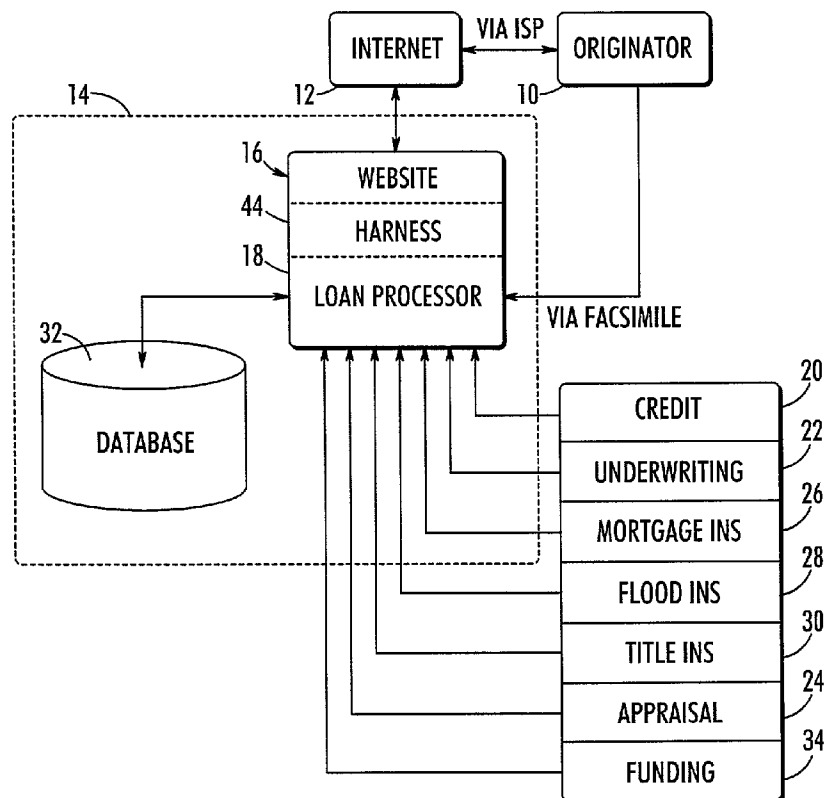 INTERNET
VIA ISP
ORIGINATOR
12
10
14
16
WEBSITE
44
HARNESS
18
LOAN PROCESSOR
VIA FACSIMILE
32
DATABASE
CREDIT
20
UNDERWRITING
22
MORTGAGE INS
26
FLOOD INS
28
TITLE INS
30
APPRAISAL
24
FUNDING
34